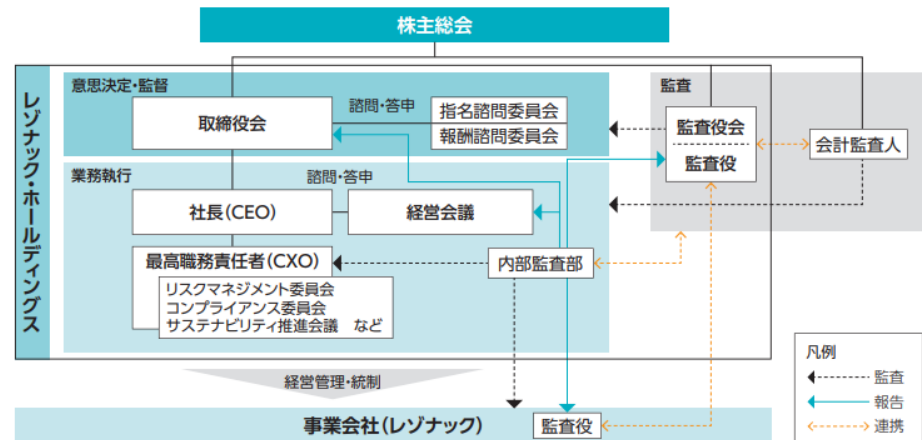 株主総会
レゾナック・ホールディングス
意思決定・監督
取締役会
諮問・答申
指名諮問委員会
報酬諮問委員会
監査
監査役会
監査役
会計監査人
業務執行
諮問・答申
社長(CEO)
経営会議
最高職務責任者(CXO)
リスクマネジメント委員会
コンプライアンス委員会
サステナビリティ推進会議 など
内部監査部
経営管理・統制
事業会社(レゾナック)
監査役
凡例
監査
報告
連携